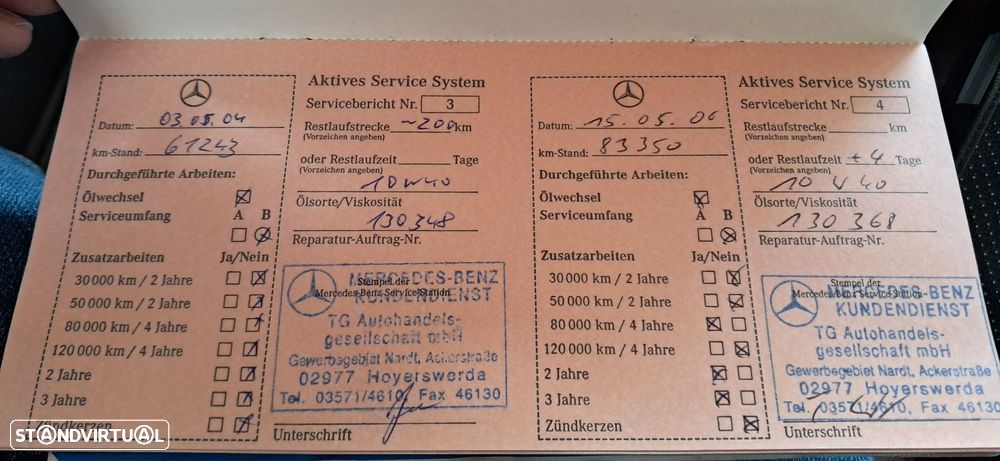 Aktives Service System
Servicebericht Nr. 3
Datum: 03.05.04
Restlaufstrecke ~200 km
(Vorzeichen angeben)
km-Stand: 61243
oder Restlaufzeit Tage
(Vorzeichen angeben)
Durchgeführte Arbeiten:
10W40
Ölwechsel
Ölsorte/Viskosität
Serviceumfang A B
130348
Reparatur-Auftrag-Nr.
Zusatzarbeiten Ja/Nein
30 000 km / 2 Jahre
50 000 km / 2 Jahre
80 000 km / 4 Jahre
120 000 km / 4 Jahre
2 Jahre
3 Jahre
Zündkerzen
Stempel der
Mercedes-Benz Service-Station
MERCEDES-BENZ
KUNDENDIENST
TG Autohandels-
gesellschaft mbH
Gewerbegebiet Nardt, Ackerstraße
02977 Hoyerswerda
Tel. 03571/4610, Fax 46130
Unterschrift
Aktives Service System
Servicebericht Nr. 4
Datum: 15.05.06
Restlaufstrecke km
(Vorzeichen angeben)
km-Stand: 83350
oder Restlaufzeit +4 Tage
(Vorzeichen angeben)
Durchgeführte Arbeiten:
10W40
Ölwechsel
Ölsorte/Viskosität
Serviceumfang A B
130368
Reparatur-Auftrag-Nr.
Zusatzarbeiten Ja/Nein
30 000 km / 2 Jahre
50 000 km / 2 Jahre
80 000 km / 4 Jahre
120 000 km / 4 Jahre
2 Jahre
3 Jahre
Zündkerzen
Stempel der
Mercedes-Benz Service-Station
MERCEDES-BENZ
KUNDENDIENST
TG Autohandels-
gesellschaft mbH
Gewerbegebiet Nardt, Ackerstraße
02977 Hoyerswerda
Tel. 03571/4610, Fax 46130
Unterschrift
STANDVIRTUAL